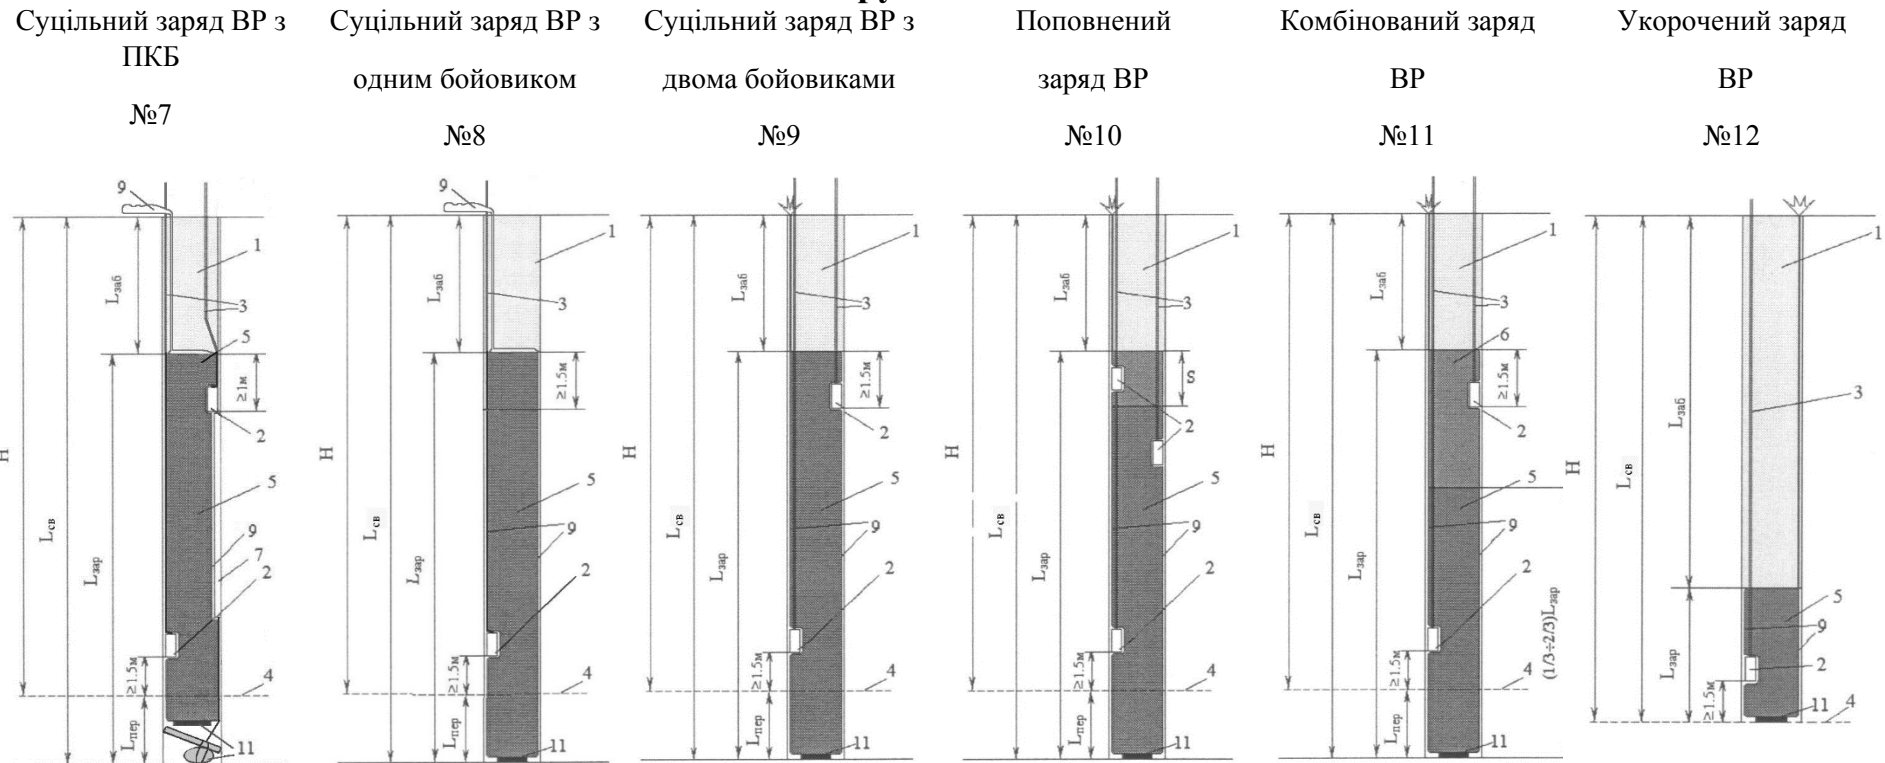 Суцільний заряд ВР з
ПКБ
№7
Суцільний заряд ВР з
одним бойовиком
№8
Суцільний заряд ВР з
двома бойовиками
№9
Поповнений
заряд ВР
№10
Комбінований заряд
ВР
№11
Укорочений заряд
ВР
№12
9
1
Lзаб
3
5
≥1м
2
H
Lсв
5
9
7
2
Lзар
≥1.5м
4
Lпер
11
9
1
Lзаб
3
≥1.5м
H
Lсв
5
9
2
Lзар
≥1.5м
4
Lпер
11
1
Lзаб
3
≥1.5м
2
H
Lсв
5
9
2
Lзар
≥1.5м
4
Lпер
11
1
Lзаб
3
S
2
H
Lсв
5
9
2
Lзар
≥1.5м
4
Lпер
11
1
Lзаб
3
6
≥1.5м
2
H
Lсв
5
9
2
Lзар
(1/3÷2/3)Lзар
≥1.5м
4
Lпер
11
1
3
Lзаб
H
Lсв
5
9
Lзар
2
≥1.5м
11
4